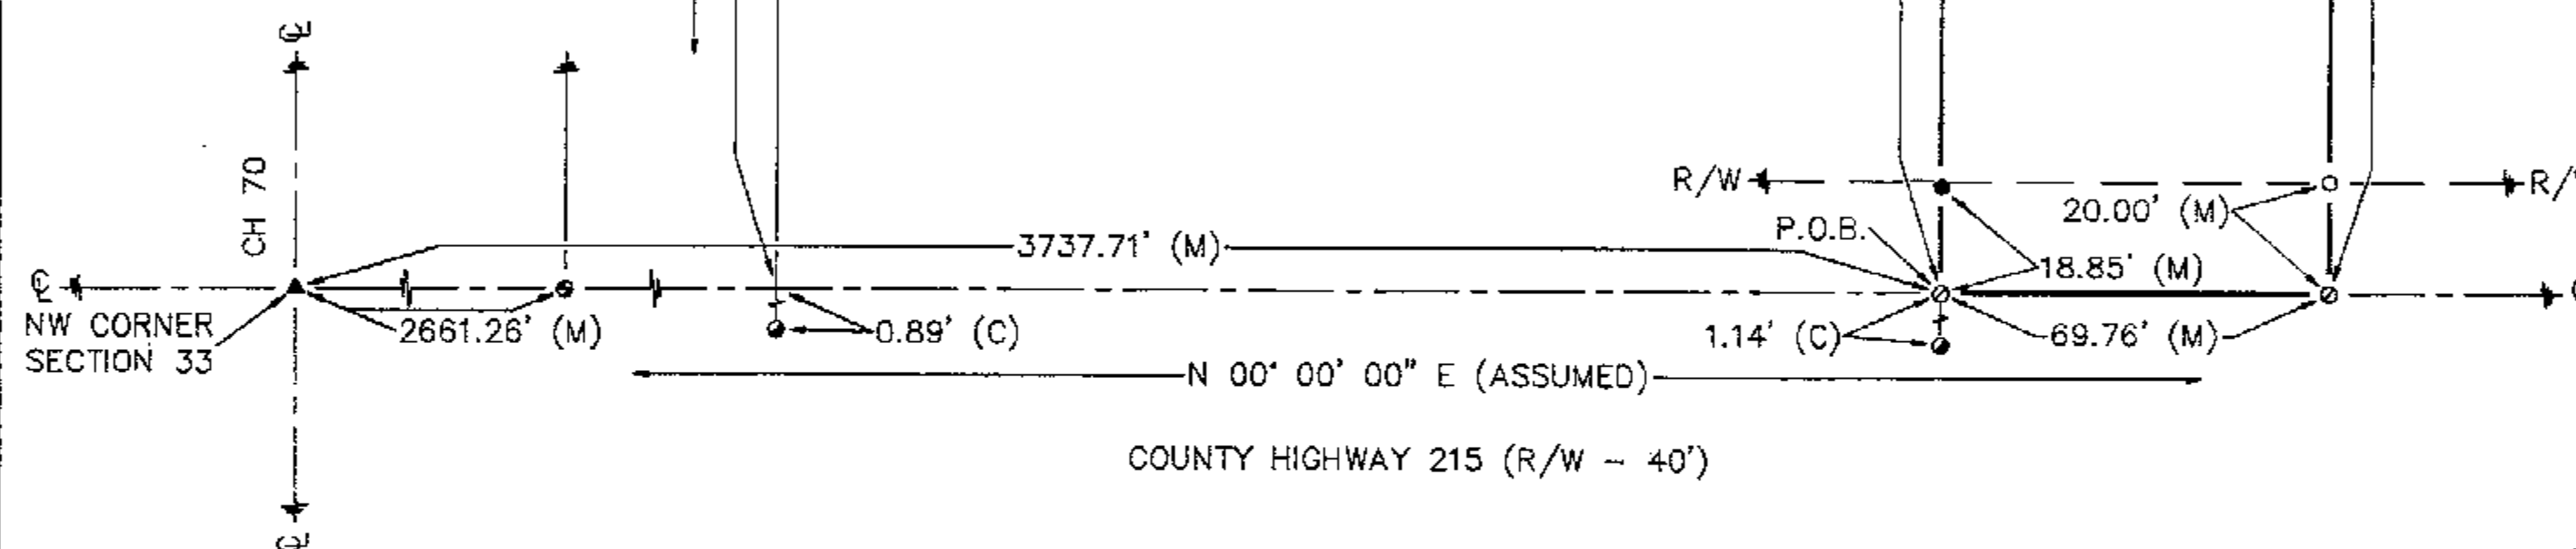 ℄
CH 70
R/W
R/
20.00' (M)
P.O.B.
3737.71' (M)
18.85' (M)
℄
NW CORNER
SECTION 33
2661.26' (M)
0.89' (C)
1.14' (C)
69.76' (M)
N 00° 00' 00" E (ASSUMED)
COUNTY HIGHWAY 215 (R/W - 40')
℄